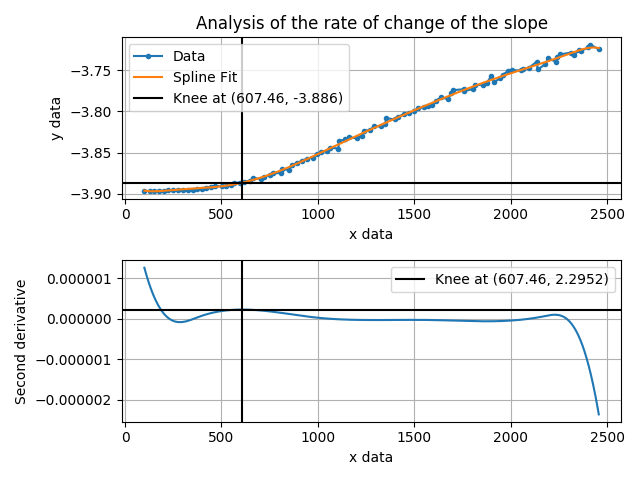 Analysis of the rate of change of the slope
Data
Spline Fit
Knee at (607.46, -3.886)
y data
−3.75
−3.80
−3.85
−3.90
0
500
1000
1500
2000
2500
x data
Knee at (607.46, 2.2952)
Second derivative
0.000001
0.000000
−0.000001
−0.000002
0
500
1000
1500
2000
2500
x data